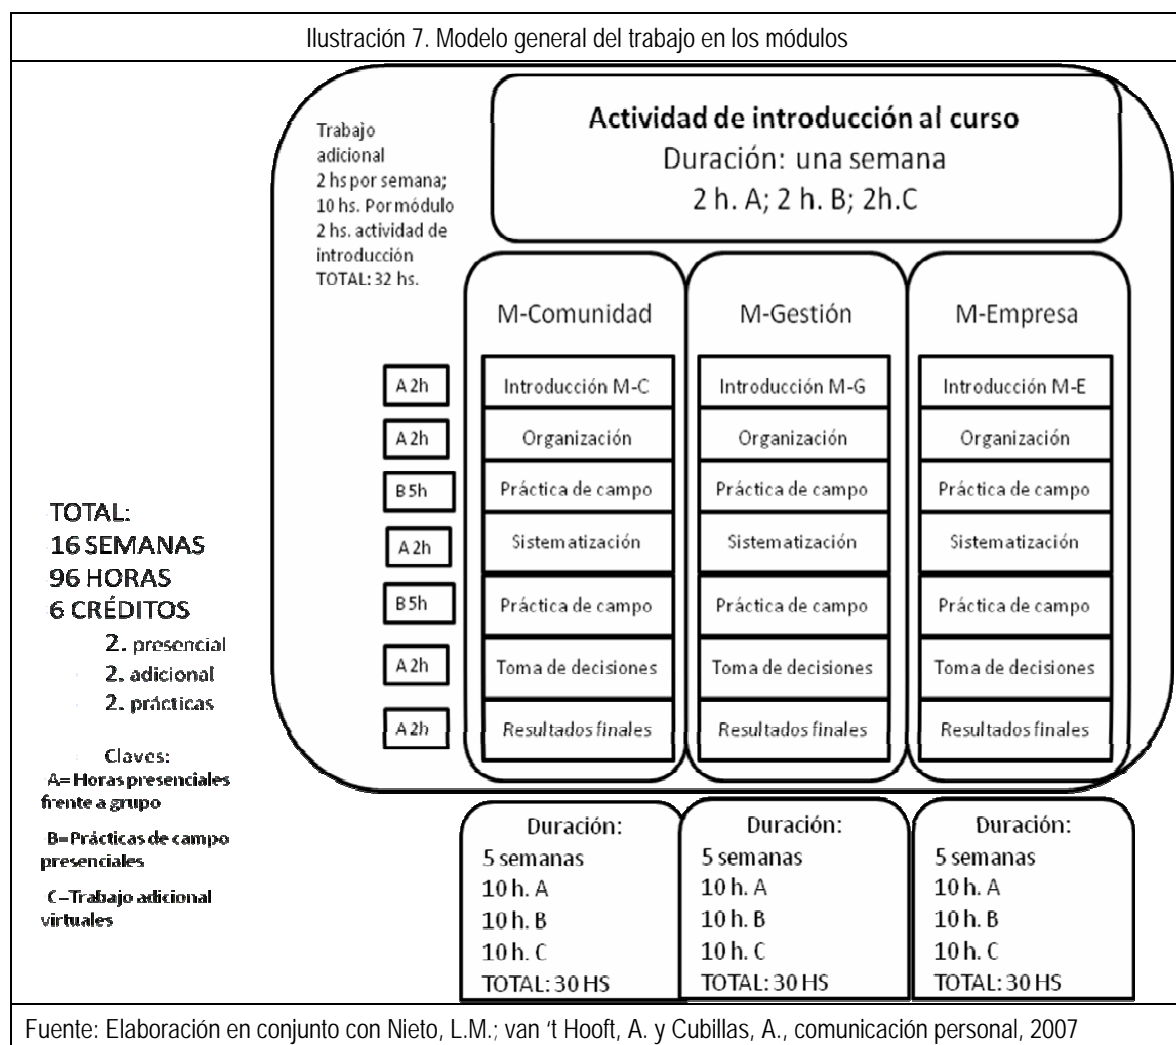 Ilustración 7. Modelo general del trabajo en los módulos
Actividad de introducción al curso
Duración: una semana
2 h. A; 2 h. B; 2h.C
Trabajo
adicional
2 hs por semana;
10 hs. Por módulo
2 hs. actividad de
introducción
TOTAL: 32 hs.
M-Comunidad
M-Gestión
M-Empresa
A 2h
Introducción M-C
Introducción M-G
Introducción M-E
A 2h
Organización
Organización
Organización
B 5h
Práctica de campo
Práctica de campo
Práctica de campo
A 2h
Sistematización
Sistematización
Sistematización
B 5h
Práctica de campo
Práctica de campo
Práctica de campo
A 2h
Toma de decisiones
Toma de decisiones
Toma de decisiones
A 2h
Resultados finales
Resultados finales
Resultados finales
TOTAL:
16 SEMANAS
96 HORAS
6 CRÉDITOS
2. presencial
2. adicional
2. prácticas
Claves:
A= Horas presenciales
frente a grupo
B= Prácticas de campo
presenciales
C= Trabajo adicional
virtuales
Duración:
5 semanas
10 h. A
10 h. B
10 h. C
TOTAL: 30 HS
Duración:
5 semanas
10 h. A
10 h. B
10 h. C
TOTAL: 30 HS
Duración:
5 semanas
10 h. A
10 h. B
10 h. C
TOTAL: 30 HS
Fuente: Elaboración en conjunto con Nieto, L.M.; van ‘t Hooft, A. y Cubillas, A., comunicación personal, 2007